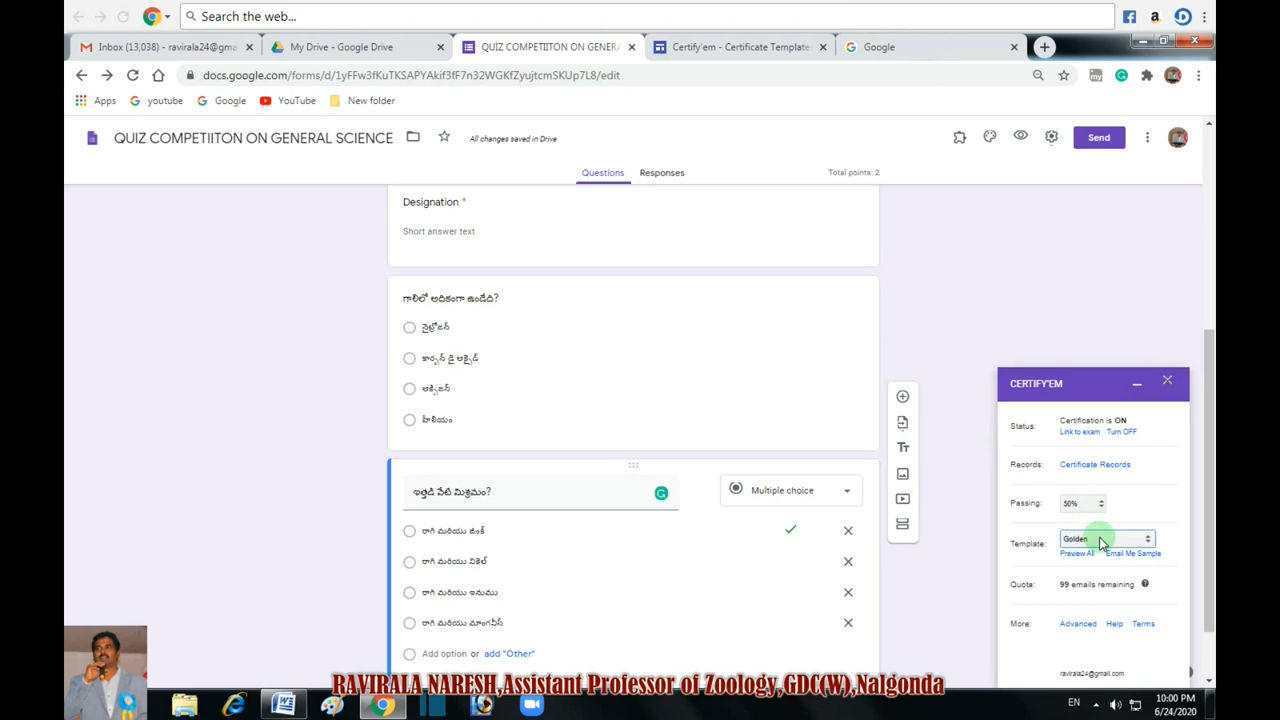 Search the web...
Inbox (13,038) - ravirala24@gma
My Drive - Google Drive
QUIZ COMPETIITON ON GENERA
Certify'em - Certificate Template
Google
docs.google.com/forms/d/1yFFw3fKuTKSAPYAkif3fF7n32WGKfZyujtcmSKUp7L8/edit
Apps
youtube
Google
YouTube
New folder
QUIZ COMPETIITON ON GENERAL SCIENCE
All changes saved in Drive
Send
Questions
Responses
Total points: 2
Designation *
Short answer text
గాలిలో అధికంగా ఉండేది?
నైట్రోజన్
కార్బన్ డై ఆక్సైడ్
ఆక్సిజన్
హీలియం
ఇత్తడి వేటి మిశ్రమం?
Multiple choice
రాగి మరియు జింక్
రాగి మరియు నికెల్
రాగి మరియు ఇనుము
రాగి మరియు మాంగనీస్
Add option or add "Other"
CERTIFY'EM
Status:
Certification is ON
Link to exam Turn OFF
Records:
Certificate Records
Passing:
50%
Template:
Golden
Preview All Email Me Sample
Quota:
99 emails remaining
More:
Advanced Help Terms
ravirala24@gmail.com
RAVIRALA NARESH,Assistant Professor of Zoology,GDC(W),Nalgonda
EN
10:00 PM
6/24/2020